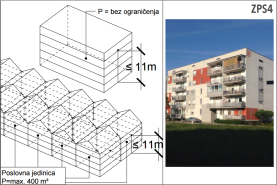 P = bez ograničenja
ZPS4
≤ 11m
≤ 11m
Poslovna jedinica
P=max. 400 m²